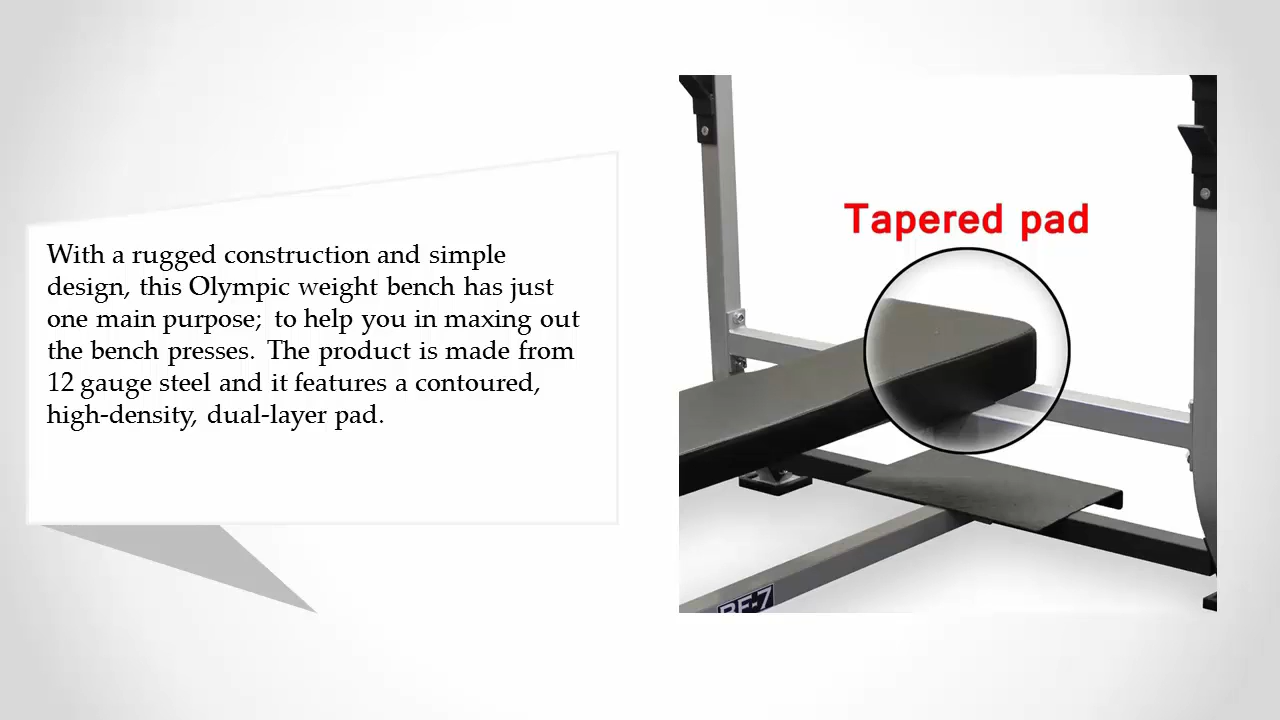 With a rugged construction and simple
design, this Olympic weight bench has just
one main purpose; to help you in maxing out
the bench presses. The product is made from
12 gauge steel and it features a contoured,
high-density, dual-layer pad.
Tapered pad
BF-7